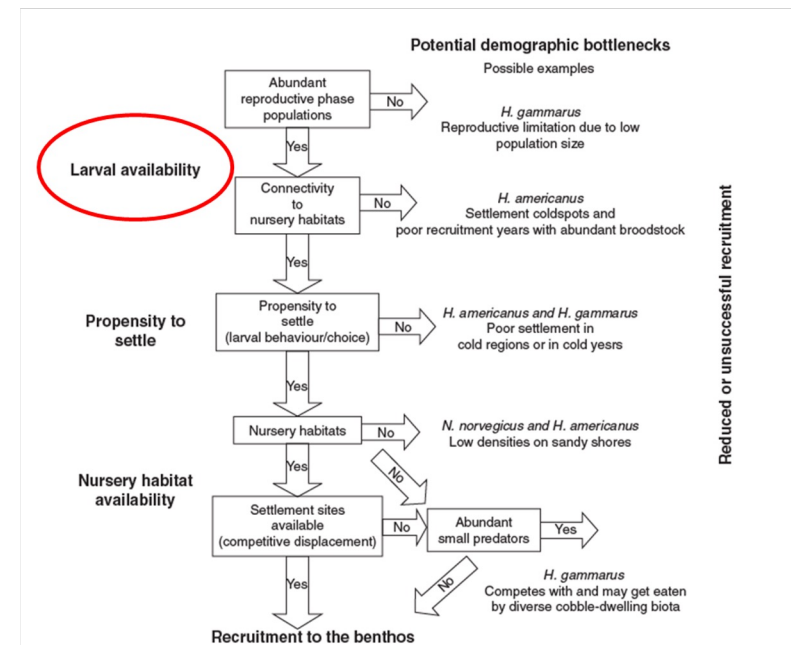 Potential demographic bottlenecks
Possible examples
Abundant
reproductive phase
populations
No
H. gammarus
Reproductive limitation due to low
population size
Yes
Larval availability
Connectivity
to
nursery habitats
No
H. americanus
Settlement coldspots and
poor recruitment years with abundant broodstock
Yes
Propensity to
settle
Propensity to
settle
(larval behaviour/choice)
No
H. americanus and H. gammarus
Poor settlement in
cold regions or in cold yesrs
Yes
Nursery habitats
No
N. norvegicus and H. americanus
Low densities on sandy shores
Yes
No
Nursery habitat
availability
Settlement sites
available
(competitive displacement)
No
Abundant
small predators
Yes
No
H. gammarus
Competes with and may get eaten
by diverse cobble-dwelling biota
Yes
Recruitment to the benthos
Reduced or unsuccessful recruitment